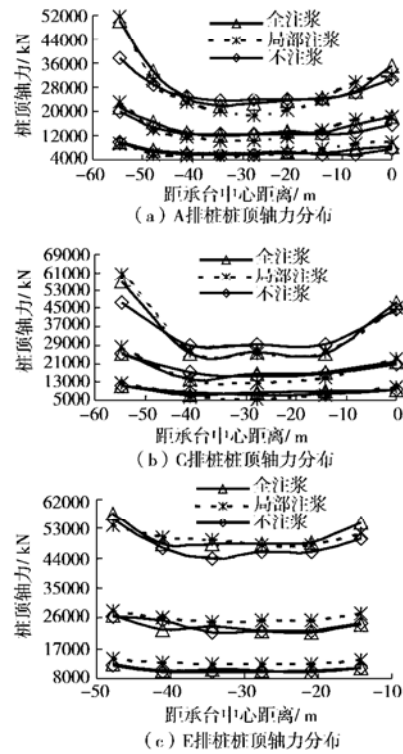 全注浆
局部注浆
不注浆
桩顶轴力/ kN
52000
44000
36000
28000
20000
12000
4000
-60 -50 -40 -30 -20 -10 0
距承台中心距离/ m
(a) A排桩桩顶轴力分布
全注浆
局部注浆
不注浆
桩顶轴力/ kN
69000
61000
53000
45000
37000
29000
21000
13000
5000
-60 -50 -40 -30 -20 -10 0
距承台中心距离/ m
(b) C排桩桩顶轴力分布
全注浆
局部注浆
不注浆
桩顶轴力/ kN
62000
53000
44000
35000
26000
17000
8000
-50 -40 -30 -20 -10
距承台中心距离/ m
(c) E排桩桩顶轴力分布